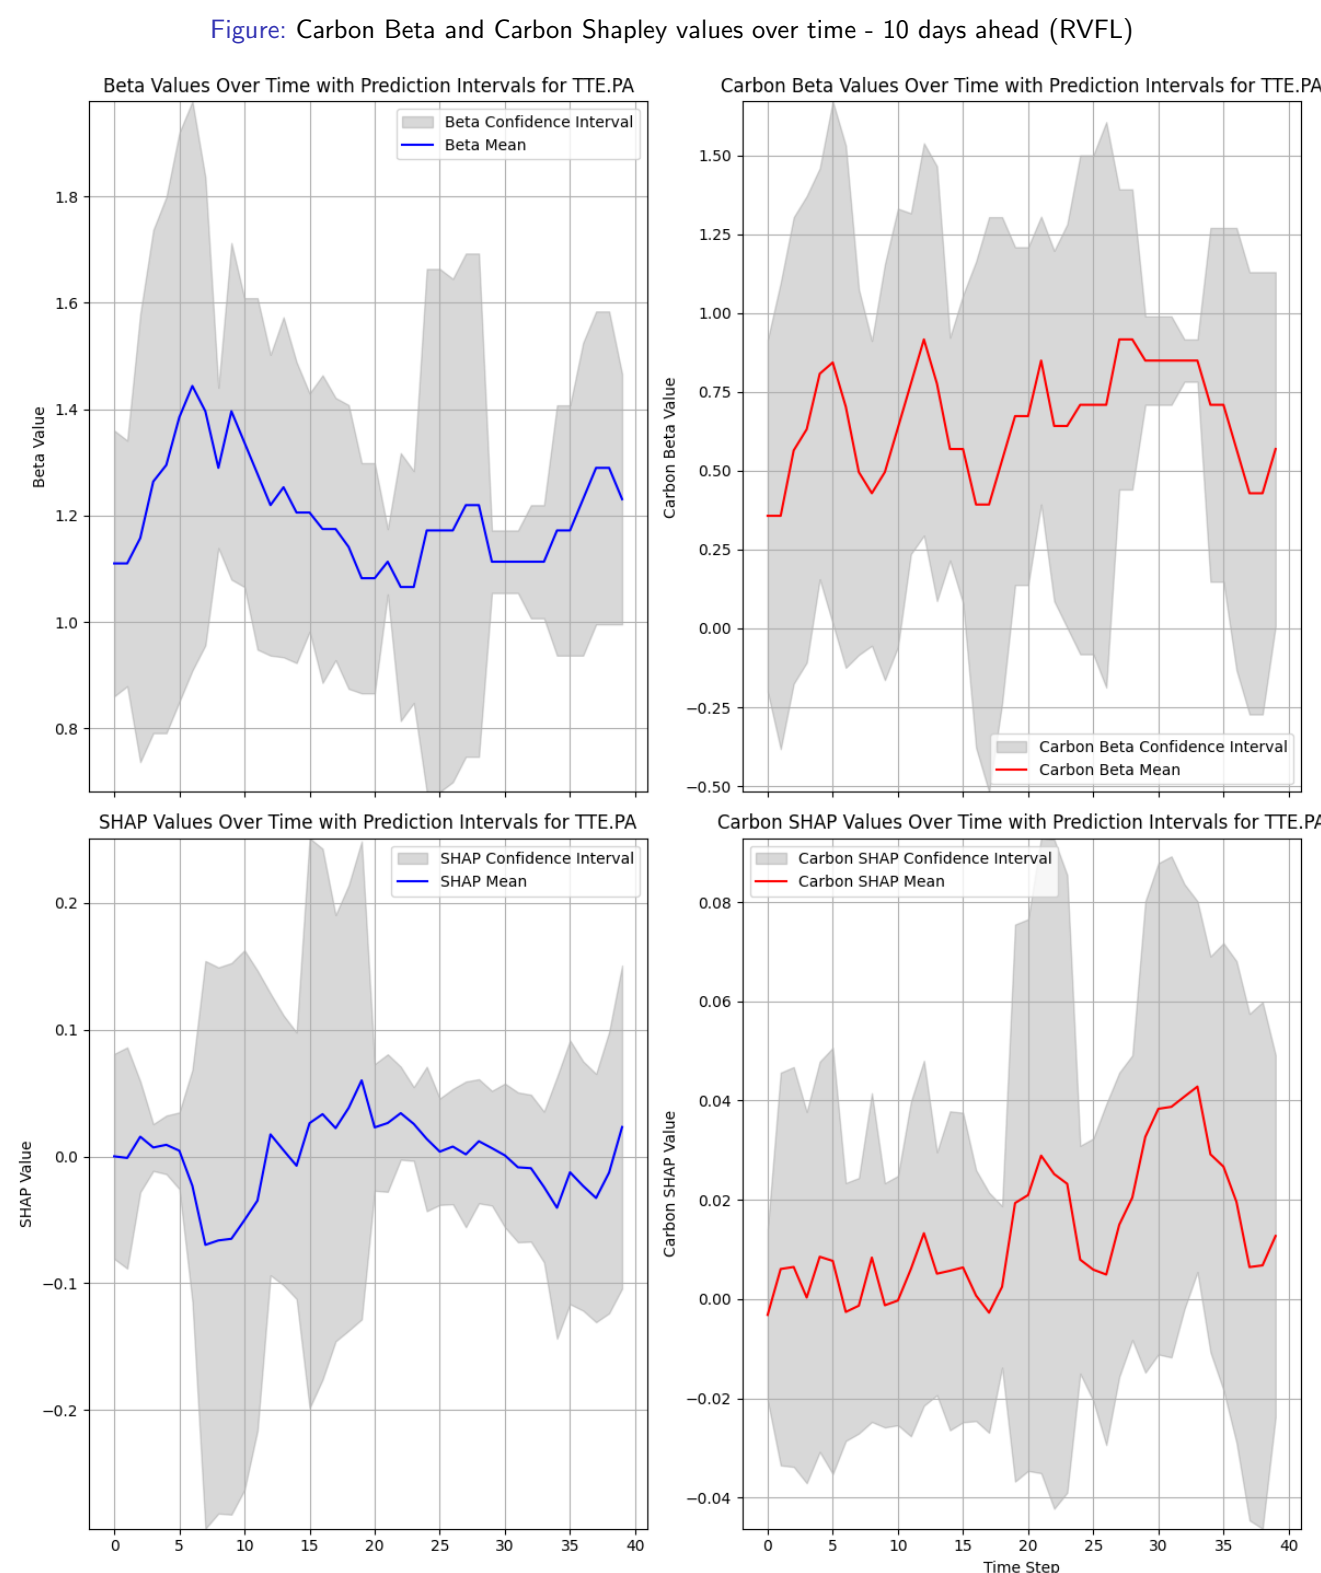 Figure: Carbon Beta and Carbon Shapley values over time - 10 days ahead (RVFL)
Beta Values Over Time with Prediction Intervals for TTE.PA
Beta Confidence Interval
Beta Mean
1.8
1.6
1.4
1.2
1.0
0.8
Beta Value
Carbon Beta Values Over Time with Prediction Intervals for TTE.PA
1.50
1.25
1.00
0.75
0.50
0.25
0.00
−0.25
−0.50
Carbon Beta Value
Carbon Beta Confidence Interval
Carbon Beta Mean
SHAP Values Over Time with Prediction Intervals for TTE.PA
SHAP Confidence Interval
SHAP Mean
0.2
0.1
0.0
−0.1
−0.2
SHAP Value
0 5 10 15 20 25 30 35 40
Carbon SHAP Values Over Time with Prediction Intervals for TTE.PA
Carbon SHAP Confidence Interval
Carbon SHAP Mean
0.08
0.06
0.04
0.02
0.00
−0.02
−0.04
Carbon SHAP Value
0 5 10 15 20 25 30 35 40
Time Step